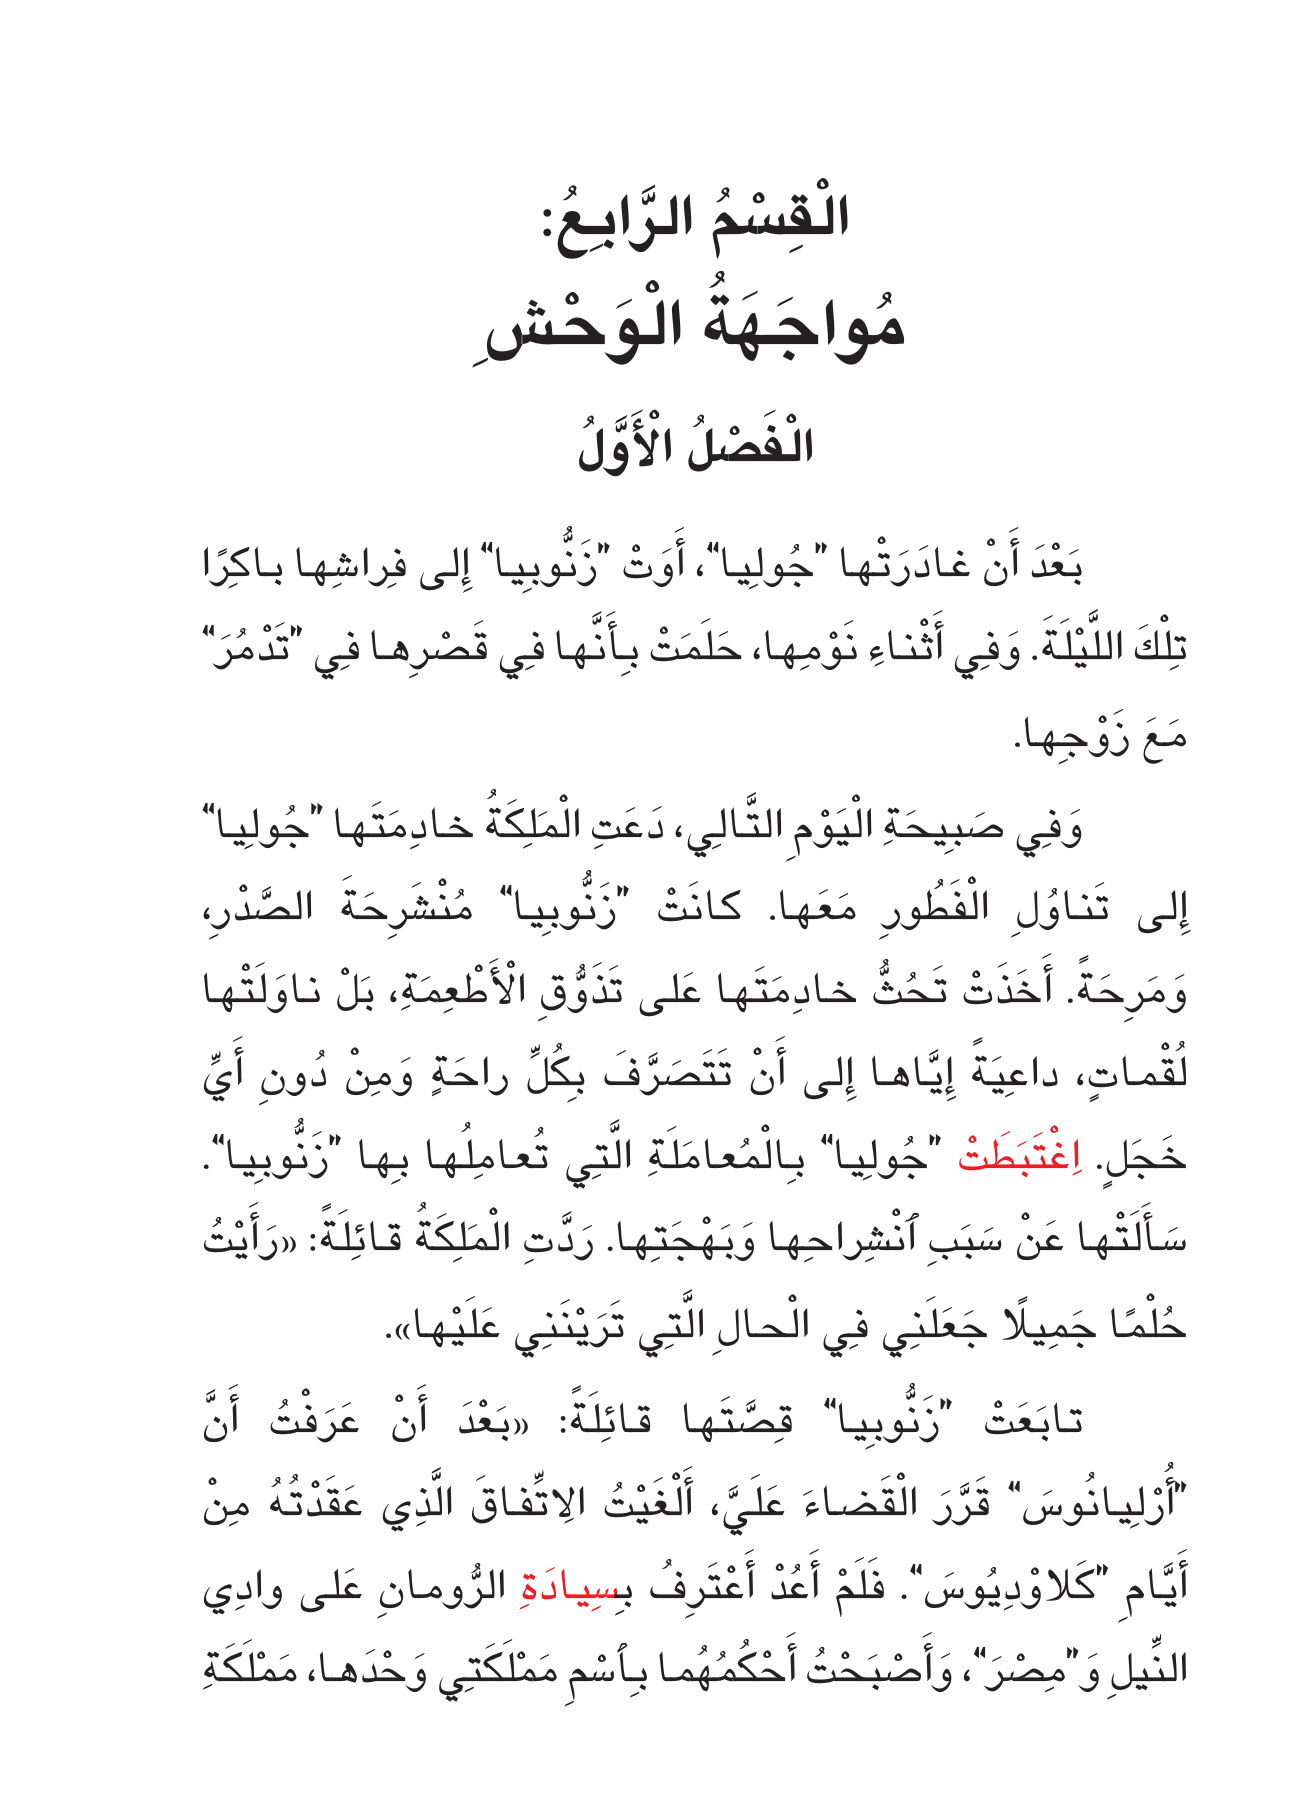 الْقِسْمُ الرَّابِعُ:
مُواجَهَةُ الْوَحْشِ
الْفَصْلُ الْأَوَّلُ
بَعْدَ أَنْ غادَرَتْها ”جُولِيا“، أَوَتْ ”زَنُّوبِيا“ إِلى فِراشِها باكِرًا
تِلْكَ اللَّيْلَةَ. وَفِي أَثْناءِ نَوْمِها، حَلَمَتْ بِأَنَّها فِي قَصْرِها فِي ”تَدْمُرَ“
مَعَ زَوْجِها.
وَفِي صَبِيحَةِ الْيَوْمِ التَّالِي، دَعَتِ الْمَلِكَةُ خادِمَتَها ”جُولِيا“
إِلى تَناوُلِ الْفَطُورِ مَعَها. كانَتْ ”زَنُّوبِيا“ مُنْشَرِحَةَ الصَّدْرِ،
وَمَرِحَةً. أَخَذَتْ تَحُثُّ خادِمَتَها عَلى تَذَوُّقِ الْأَطْعِمَةِ، بَلْ ناوَلَتْها
لُقْماتٍ، داعِيَةً إِيَّاها إِلى أَنْ تَتَصَرَّفَ بِكُلِّ راحَةٍ وَمِنْ دُونِ أَيِّ
خَجَلٍ. اِغْتَبَطَتْ ”جُولِيا“ بِالْمُعامَلَةِ الَّتِي تُعامِلُها بِها ”زَنُّوبِيا“.
سَأَلَتْها عَنْ سَبَبِ ٱنْشِراحِها وَبَهْجَتِها. رَدَّتِ الْمَلِكَةُ قائِلَةً: «رَأَيْتُ
حُلْمًا جَمِيلًا جَعَلَنِي فِي الْحالِ الَّتِي تَرَيْنَنِي عَلَيْها».
تابَعَتْ ”زَنُّوبِيا“ قِصَّتَها قائِلَةً: «بَعْدَ أَنْ عَرَفْتُ أَنَّ
”أُرْلِيانُوسَ“ قَرَّرَ الْقَضاءَ عَلَيَّ، أَلْغَيْتُ الِاتِّفاقَ الَّذِي عَقَدْتُهُ مِنْ
أَيَّامِ ”كَلاوْدِيُوسَ“. فَلَمْ أَعُدْ أَعْتَرِفُ بِسِيادَةِ الرُّومانِ عَلى وادِي
النِّيلِ وَ”مِصْرَ“، وَأَصْبَحْتُ أَحْكُمُهُما بِٱسْمِ مَمْلَكَتِي وَحْدَها، مَمْلَكَةِ